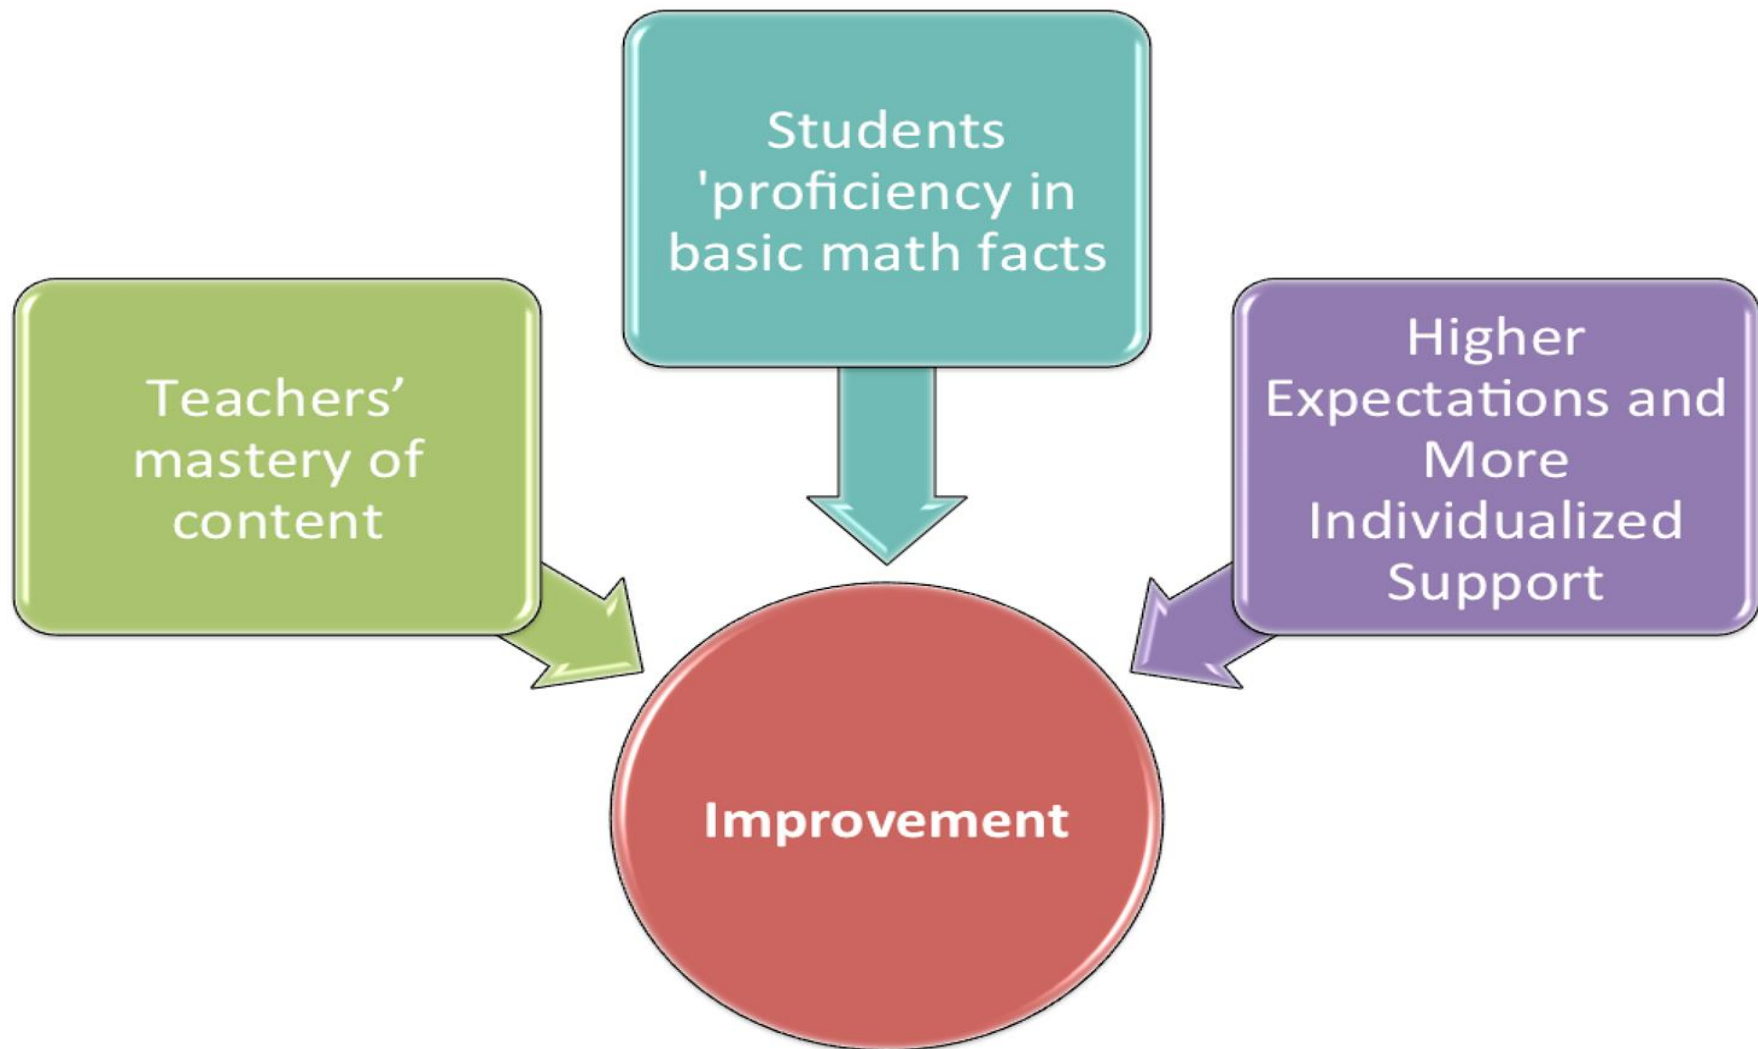 Students
'proficiency in
basic math facts
Teachers’
mastery of
content
Higher
Expectations and
More
Individualized
Support
Improvement